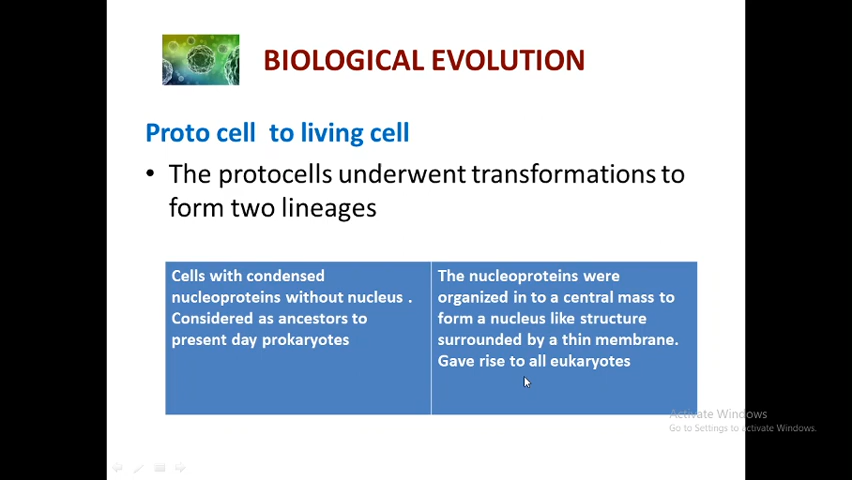 BIOLOGICAL EVOLUTION
Proto cell to living cell
• The protocells underwent transformations to
form two lineages
Cells with condensed
nucleoproteins without nucleus .
Considered as ancestors to
present day prokaryotes
The nucleoproteins were
organized in to a central mass to
form a nucleus like structure
surrounded by a thin membrane.
Gave rise to all eukaryotes
Activate Windows
Go to Settings to activate Windows.